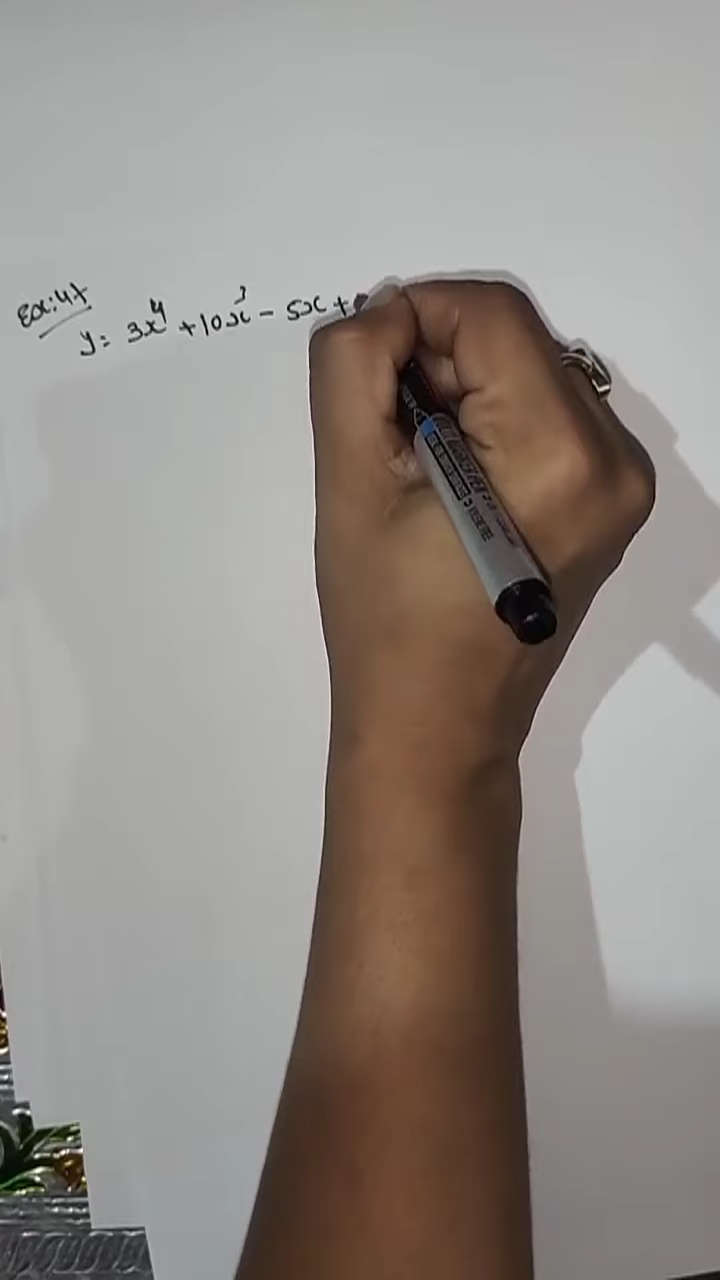 Ex:47
y= 3x⁴ +10x³ - 5x +